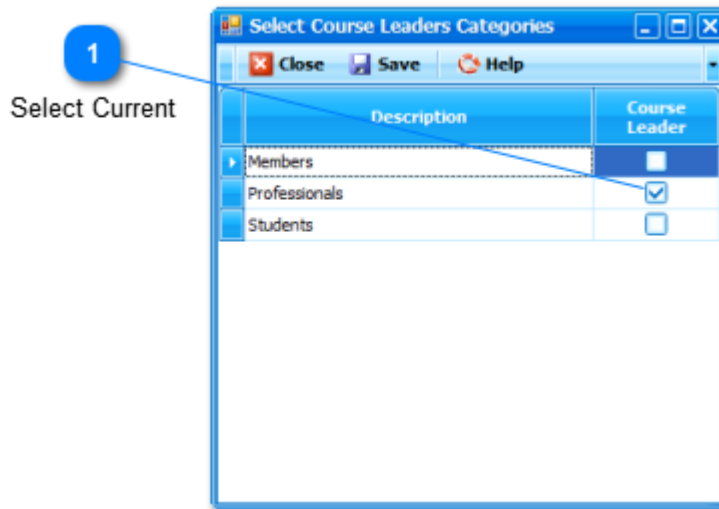 Select Course Leaders Categories
1
Close Save Help
Select Current
Description Course Leader
Members
Professionals
Students